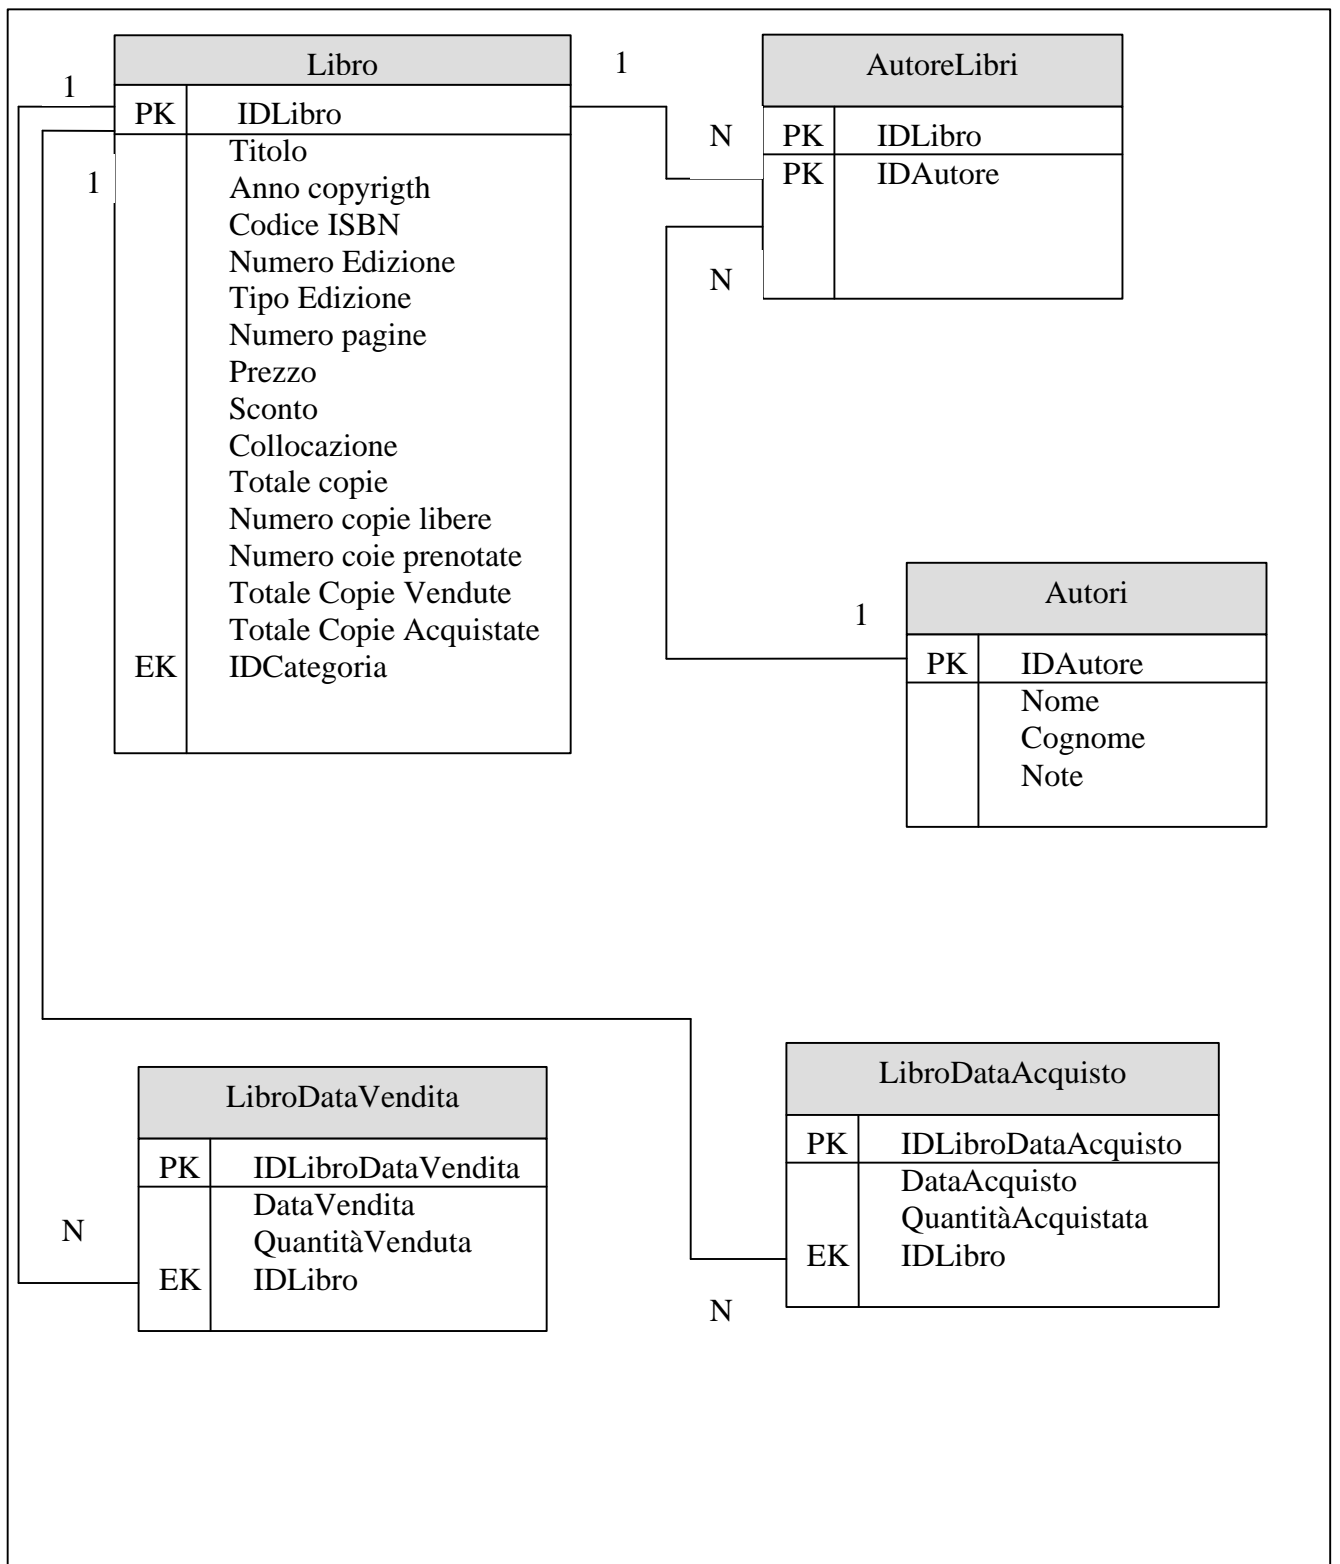 Libro
1
1
PK IDLibro
Titolo
1
Anno copyrigth
Codice ISBN
Numero Edizione
Tipo Edizione
Numero pagine
Prezzo
Sconto
Collocazione
Totale copie
Numero copie libere
Numero coie prenotate
Totale Copie Vendute
Totale Copie Acquistate
EK IDCategoria
AutoreLibri
N
PK IDLibro
PK IDAutore
N
Autori
1
PK IDAutore
Nome
Cognome
Note
LibroDataVendita
PK IDLibroDataVendita
DataVendita
N
QuantitàVenduta
EK IDLibro
LibroDataAcquisto
PK IDLibroDataAcquisto
DataAcquisto
QuantitàAcquistata
EK IDLibro
N